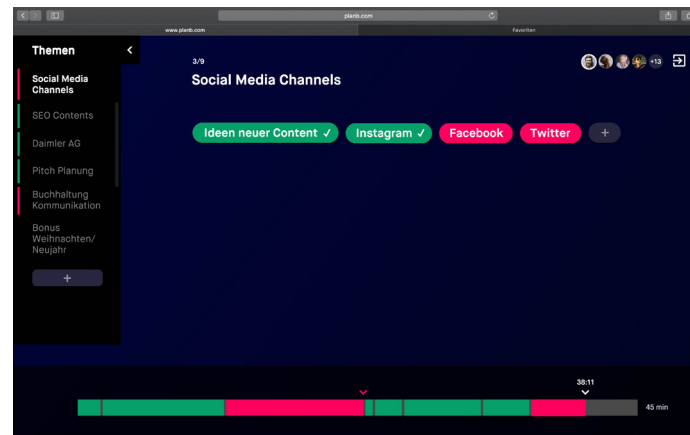 planb.com
www.planb.com
Favoriten
Themen
Social Media
Channels
SEO Contents
Daimler AG
Pitch Planung
Buchhaltung
Kommunikation
Bonus
Weihnachten/
Neujahr
+
3/9
+13
Social Media Channels
Ideen neuer Content ✓ Instagram ✓ Facebook Twitter +
38:11
45 min